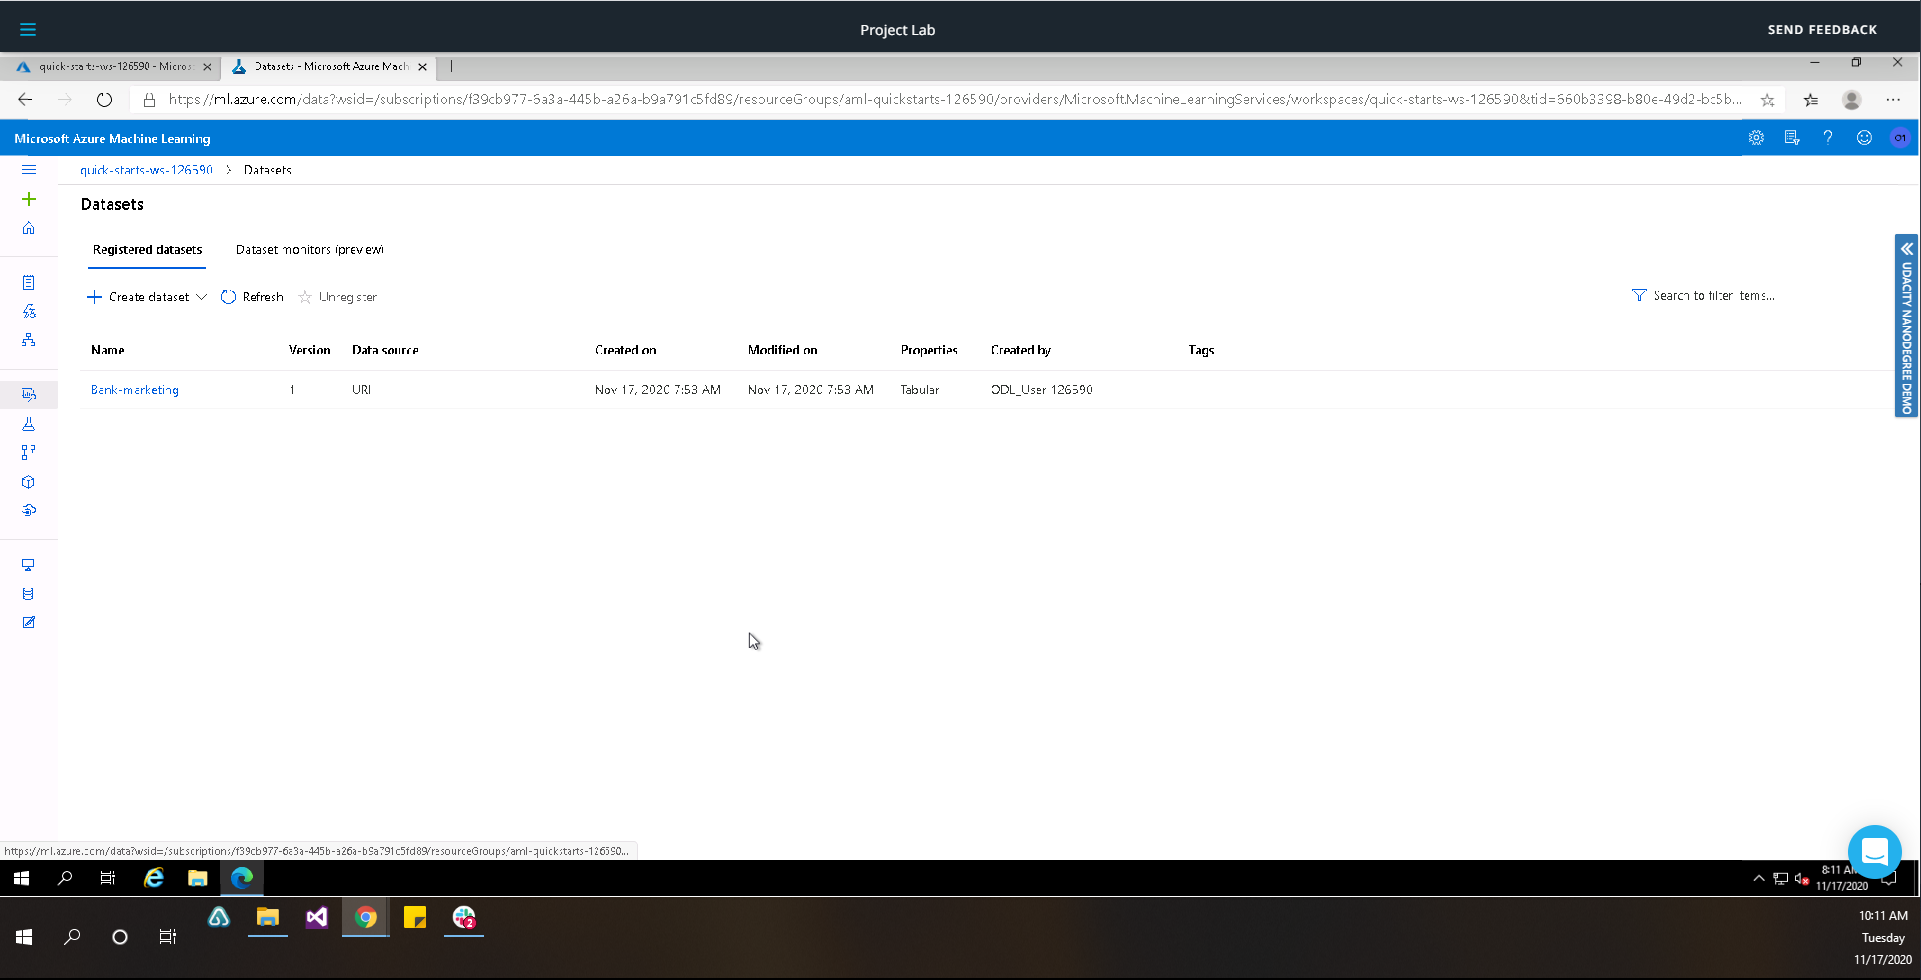 Project Lab
SEND FEEDBACK
quick-starts-ws-126590 - Micros
Datasets - Microsoft Azure Mach
https://ml.azure.com/data?wsid=/subscriptions/f39cb977-6a3a-445b-a26a-b9a791c5fd89/resourceGroups/aml-quickstarts-126590/providers/Microsoft.MachineLearningServices/workspaces/quick-starts-ws-126590&tid=660b3398-b80e-49d2-bc5b...
Microsoft Azure Machine Learning
O1
quick-starts-ws-126590 > Datasets
Datasets
Registered datasets Dataset monitors (preview)
Create dataset Refresh Unregister
Search to filter items...
UDACITY NANODEGREE DEMO
Name Version Data source Created on Modified on Properties Created by Tags
Bank-marketing 1 URI Nov 17, 2020 7:53 AM Nov 17, 2020 7:53 AM Tabular ODL_User 126590
https://ml.azure.com/data?wsid=/subscriptions/f39cb977-6a3a-445b-a26a-b9a791c5fd89/resourceGroups/aml-quickstarts-126590...
8:11 AM
11/17/2020
2
10:11 AM
Tuesday
11/17/2020